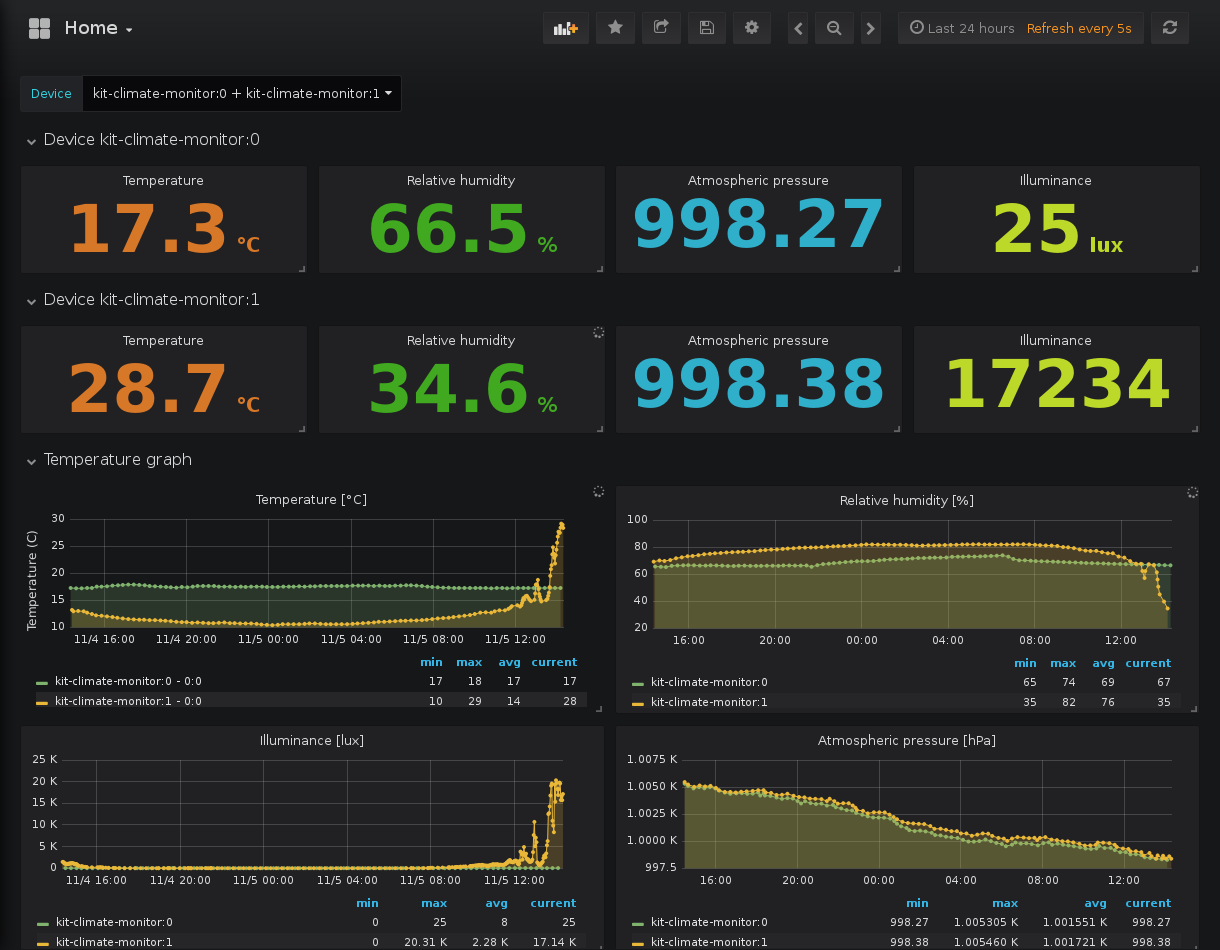 Home
Last 24 hours Refresh every 5s
Device kit-climate-monitor:0 + kit-climate-monitor:1
Device kit-climate-monitor:0
Temperature Relative humidity Atmospheric pressure Illuminance
17.3 °C 66.5 % 998.27 25 lux
Device kit-climate-monitor:1
Temperature Relative humidity Atmospheric pressure Illuminance
28.7 °C 34.6 % 998.38 17234
Temperature graph
Temperature [°C]
Temperature (C)
30
25
20
15
10
11/4 16:00 11/4 20:00 11/5 00:00 11/5 04:00 11/5 08:00 11/5 12:00
min max avg current
kit-climate-monitor:0 - 0:0 17 18 17 17
kit-climate-monitor:1 - 0:0 10 29 14 28
Relative humidity [%]
100
80
60
40
20
16:00 20:00 00:00 04:00 08:00 12:00
min max avg current
kit-climate-monitor:0 65 74 69 67
kit-climate-monitor:1 35 82 76 35
Illuminance [lux]
25 K
20 K
15 K
10 K
5 K
0
11/4 16:00 11/4 20:00 11/5 00:00 11/5 04:00 11/5 08:00 11/5 12:00
min max avg current
kit-climate-monitor:0 0 25 8 25
kit-climate-monitor:1 0 20.31 K 2.28 K 17.14 K
Atmospheric pressure [hPa]
1.0075 K
1.0050 K
1.0025 K
1.0000 K
997.5
16:00 20:00 00:00 04:00 08:00 12:00
min max avg current
kit-climate-monitor:0 998.27 1.005305 K 1.001551 K 998.27
kit-climate-monitor:1 998.38 1.005460 K 1.001721 K 998.38